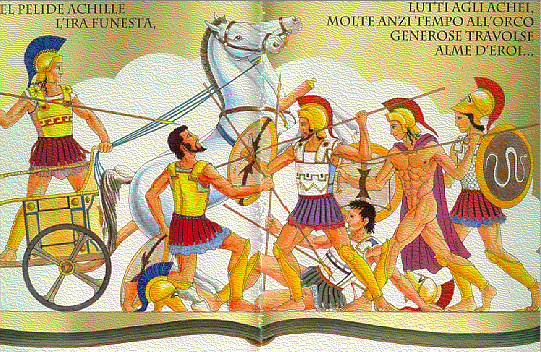 EL PELIDE ACHILLE
L'IRA FUNESTA,
LUTTI AGLI ACHEI,
MOLTE ANZI TEMPO ALL'ORCO
GENEROSE TRAVOLSE
ALME D'EROI...